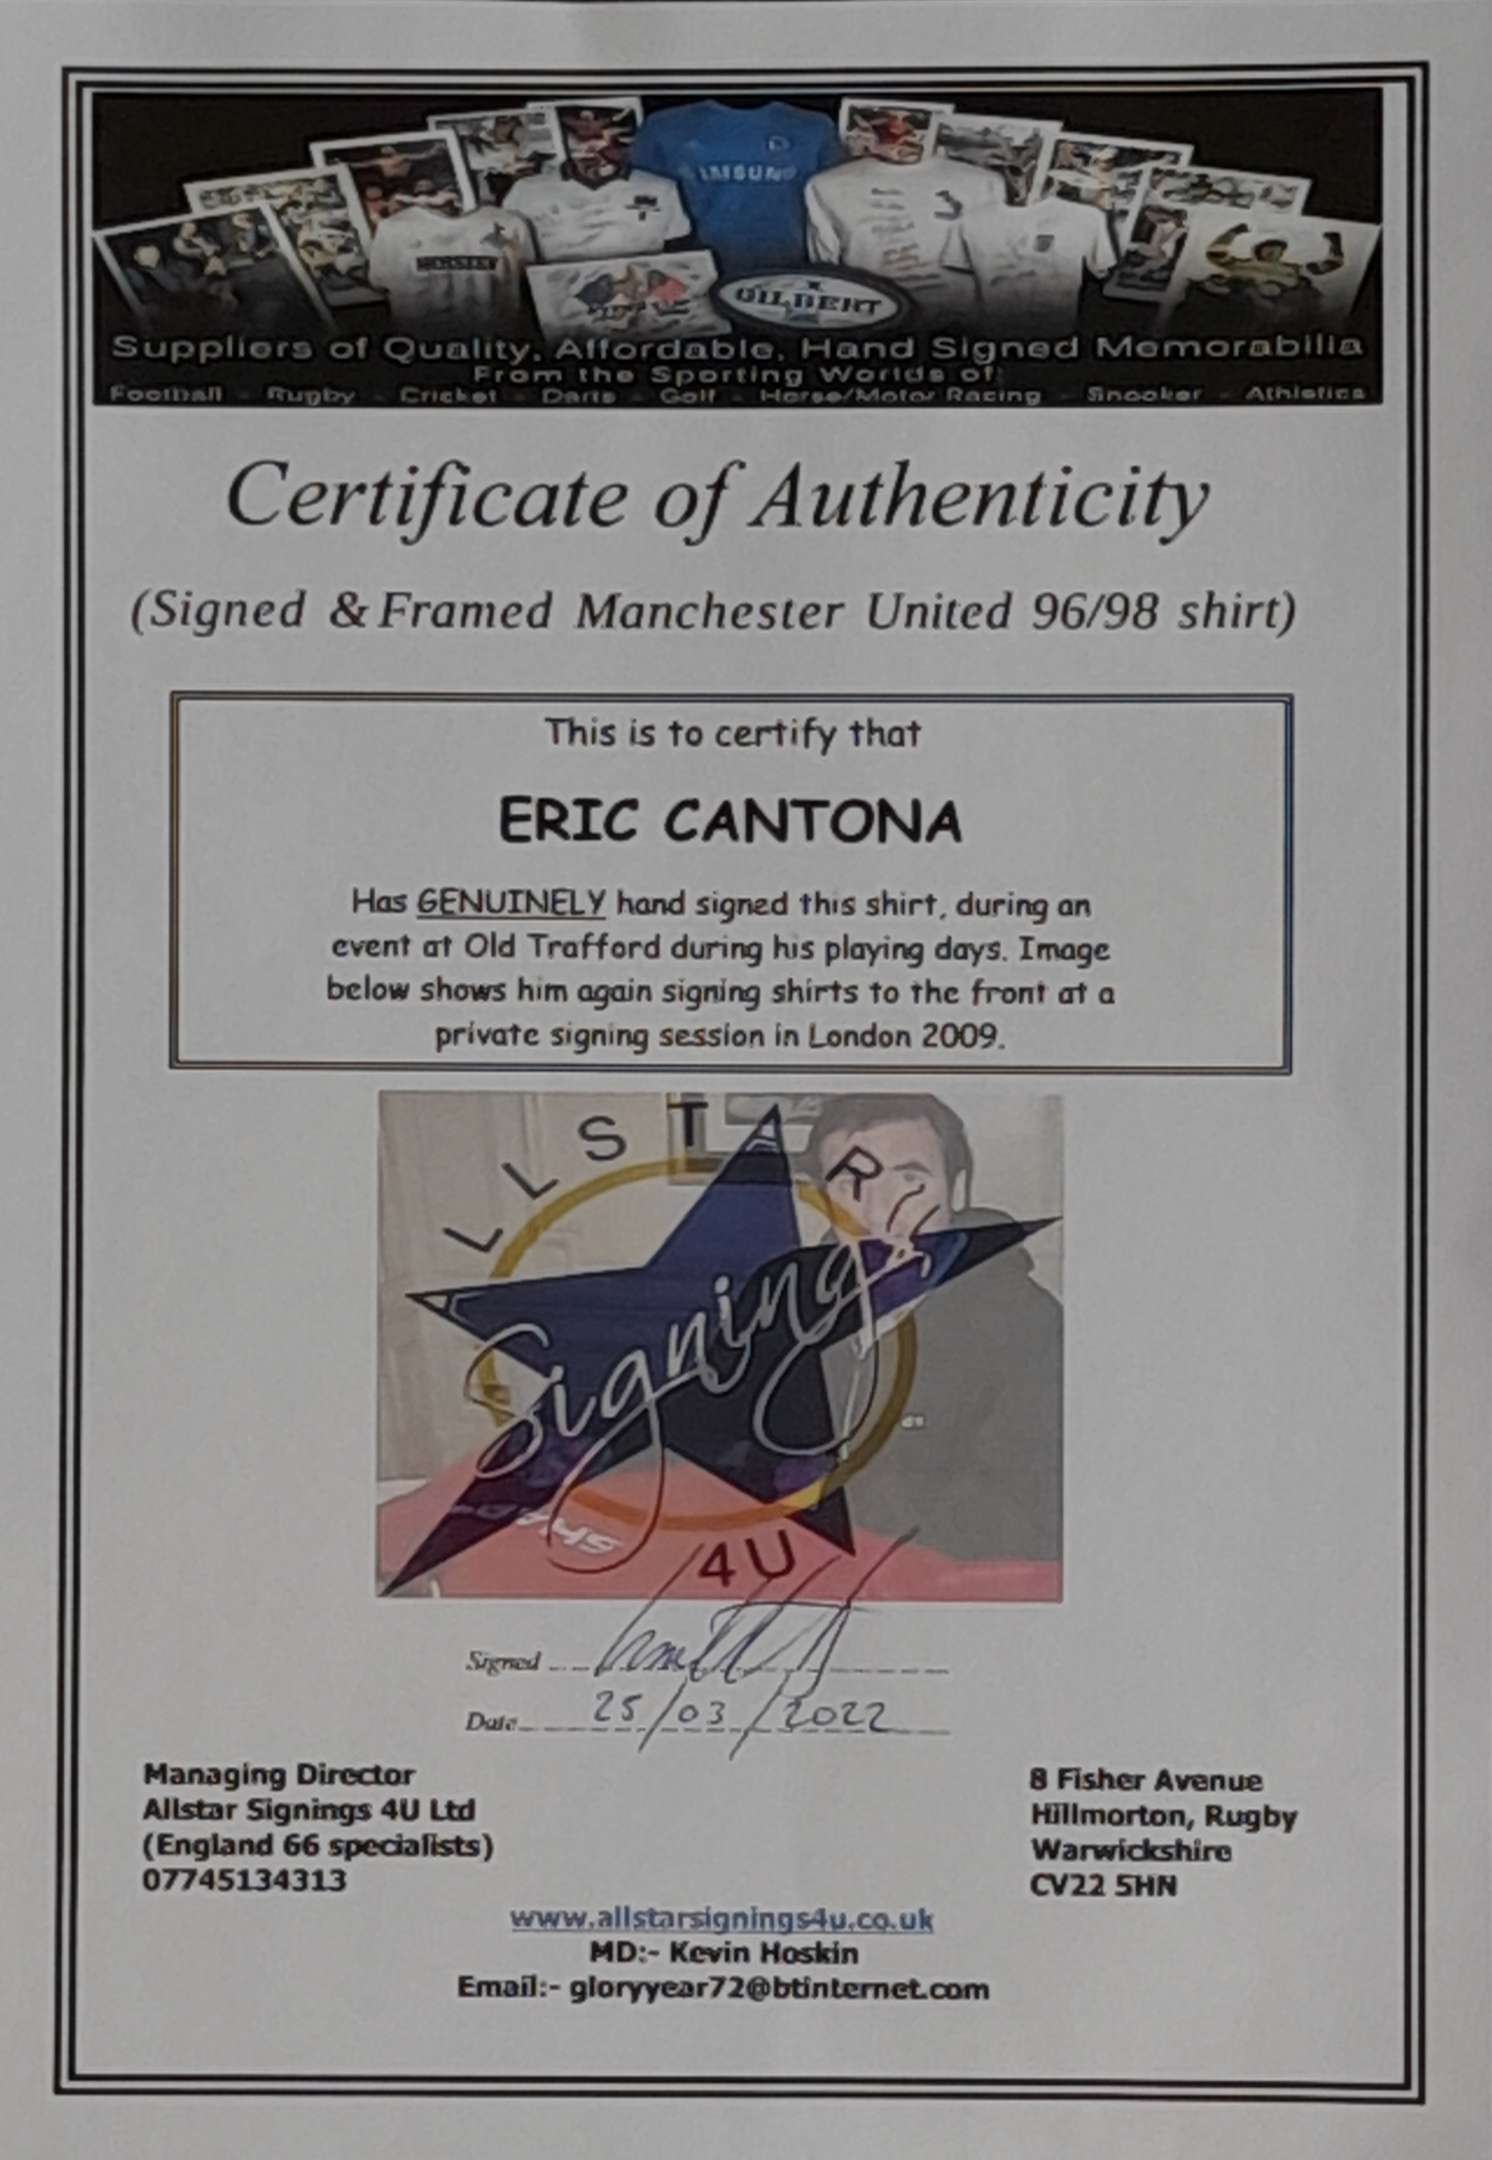 SAMSUNG
GILBERT
Suppliers of Quality, Affordable, Hand Signed Memorabilia
From the Sporting Worlds of:
Football - Rugby - Cricket - Darts - Golf - Horse/Motor Racing - Snooker - Athletics
Certificate of Authenticity
(Signed & Framed Manchester United 96/98 shirt)
This is to certify that
ERIC CANTONA
Has GENUINELY hand signed this shirt, during an
event at Old Trafford during his playing days. Image
below shows him again signing shirts to the front at a
private signing session in London 2009.
LLSTR
Signings
4U
Signed
Date 25/03/2022
Managing Director
Allstar Signings 4U Ltd
(England 66 specialists)
07745134313
8 Fisher Avenue
Hillmorton, Rugby
Warwickshire
CV22 5HN
www.allstarsignings4u.co.uk
MD:- Kevin Hoskin
Email:- gloryyear72@btinternet.com